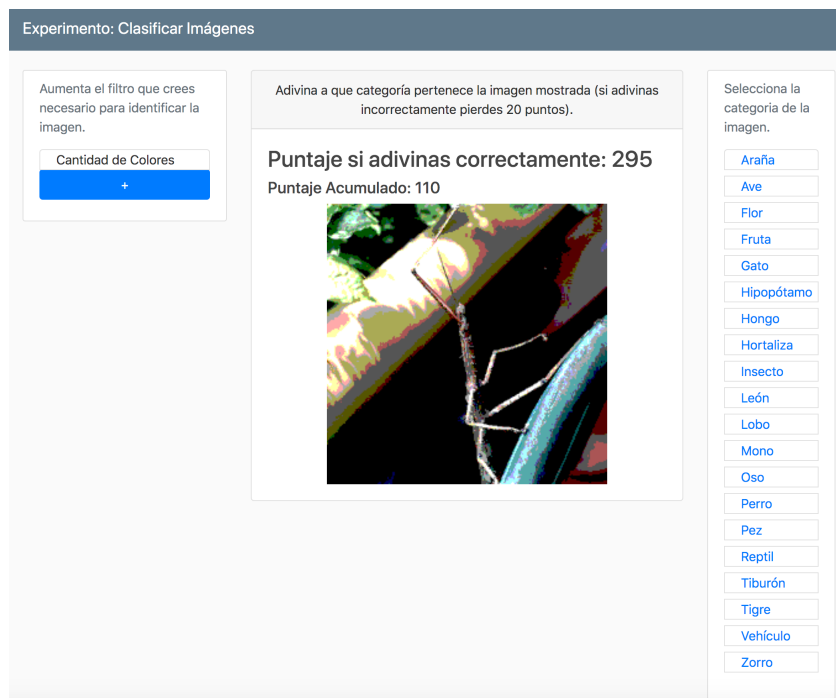 Experimento: Clasificar Imágenes
Aumenta el filtro que crees
necesario para identificar la
imagen.
Cantidad de Colores
+
Adivina a que categoría pertenece la imagen mostrada (si adivinas
incorrectamente pierdes 20 puntos).
Puntaje si adivinas correctamente: 295
Puntaje Acumulado: 110
Selecciona la
categoria de la
imagen.
Araña
Ave
Flor
Fruta
Gato
Hipopótamo
Hongo
Hortaliza
Insecto
León
Lobo
Mono
Oso
Perro
Pez
Reptil
Tiburón
Tigre
Vehículo
Zorro